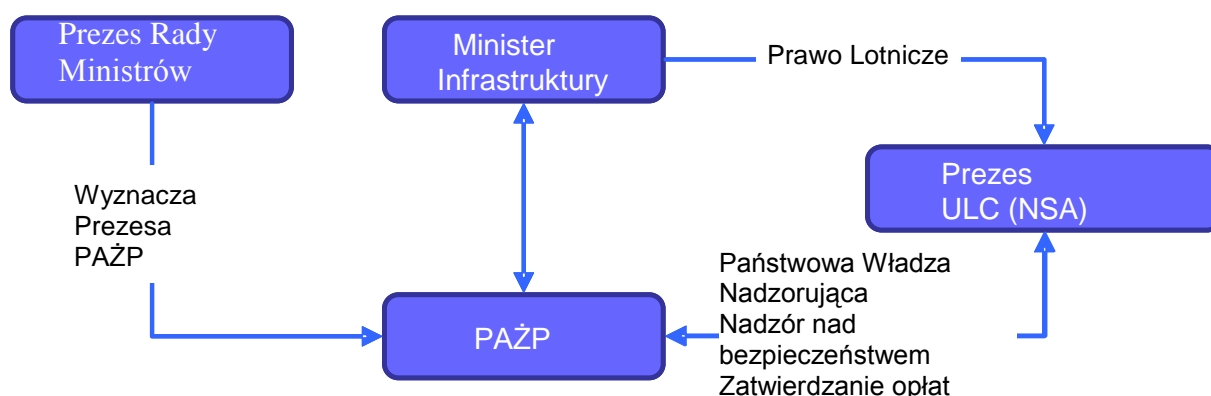 Prezes Rady
Ministrów
Minister
Infrastruktury
Prawo Lotnicze
Prezes
ULC (NSA)
Wyznacza
Prezesa
PAŻP
PAŻP
Państwowa Władza
Nadzorująca
Nadzór nad
bezpieczeństwem
Zatwierdzanie opłat